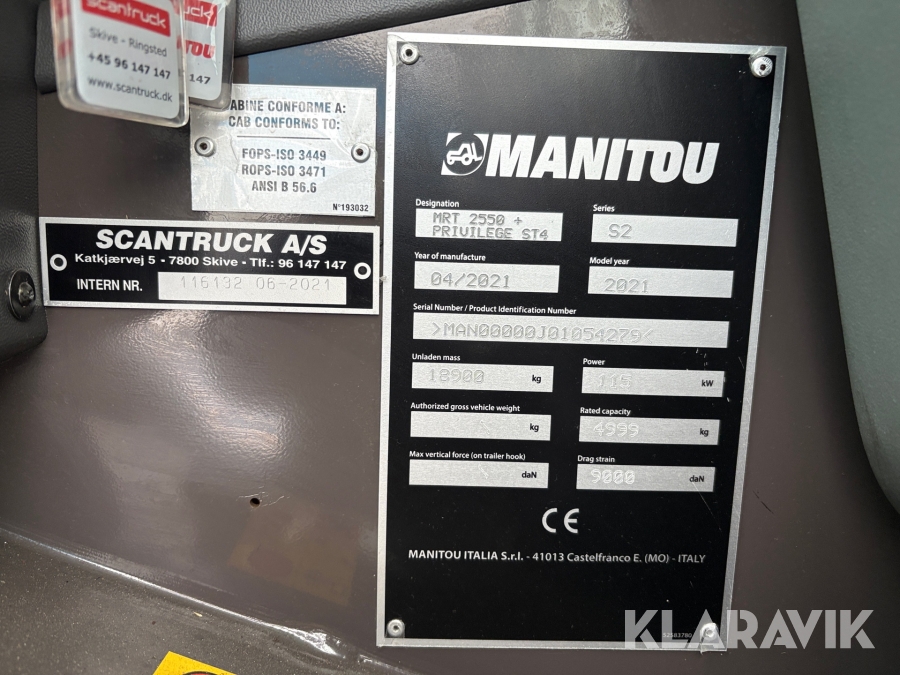 scantruck
Skive - Ringsted
+45 96 147 147
www.scantruck.dk
uck
NITOU
147
ABINE CONFORME A:
CAB CONFORMS TO:
FOPS-ISO 3449
ROPS-ISO 3471
ANSI B 56.6
N°193032
SCANTRUCK A/S
Katkjærvej 5 - 7800 Skive - Tlf.: 96 147 147
INTERN NR. 116132 06-2021
MANITOU
Designation
MRT 2550 +
PRIVILEGE ST4
Series
S2
Year of manufacture
04/2021
Model year
2021
Serial Number / Product Identification Number
>MAN00000J01054279<
Unladen mass
18900 kg
Power
115 kW
Authorized gross vehicle weight
kg
Rated capacity
4999 kg
Max vertical force (on trailer hook)
daN
Drag strain
9000 daN
CE
MANITOU ITALIA S.r.l. - 41013 Castelfranco E. (MO) - ITALY
KLARAVIK